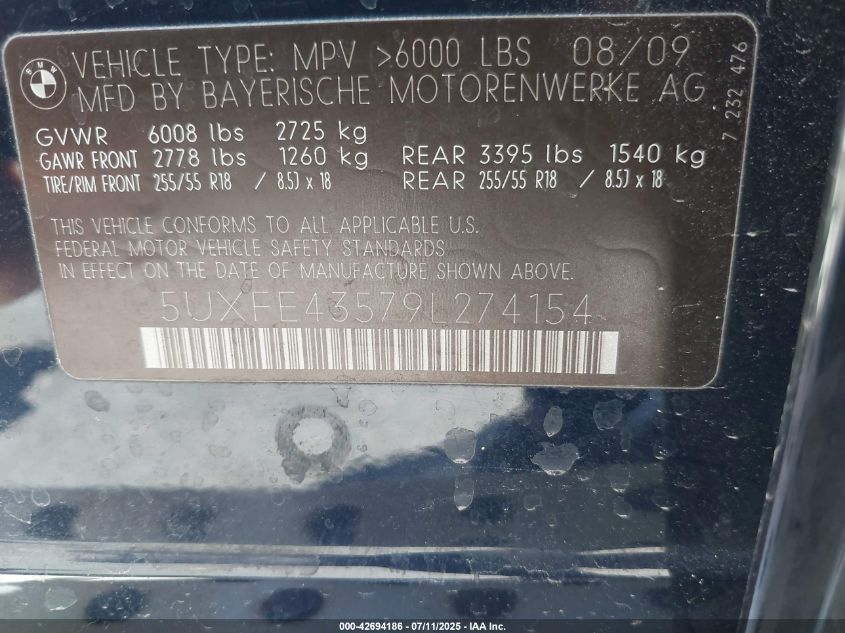 BMW VEHICLE TYPE: MPV >6000 LBS 08/09
MFD BY BAYERISCHE MOTORENWERKE AG
7 232 476
GVWR 6008 lbs 2725 kg
GAWR FRONT 2778 lbs 1260 kg REAR 3395 lbs 1540 kg
TIRE/RIM FRONT 255/55 R18 / 8.5J x 18 REAR 255/55 R18 / 8.5J x 18
THIS VEHICLE CONFORMS TO ALL APPLICABLE U.S.
FEDERAL MOTOR VEHICLE SAFETY STANDARDS
IN EFFECT ON THE DATE OF MANUFACTURE SHOWN ABOVE.
5UXFE43579L274154
000-42694186 - 07/11/2025 - IAA Inc.